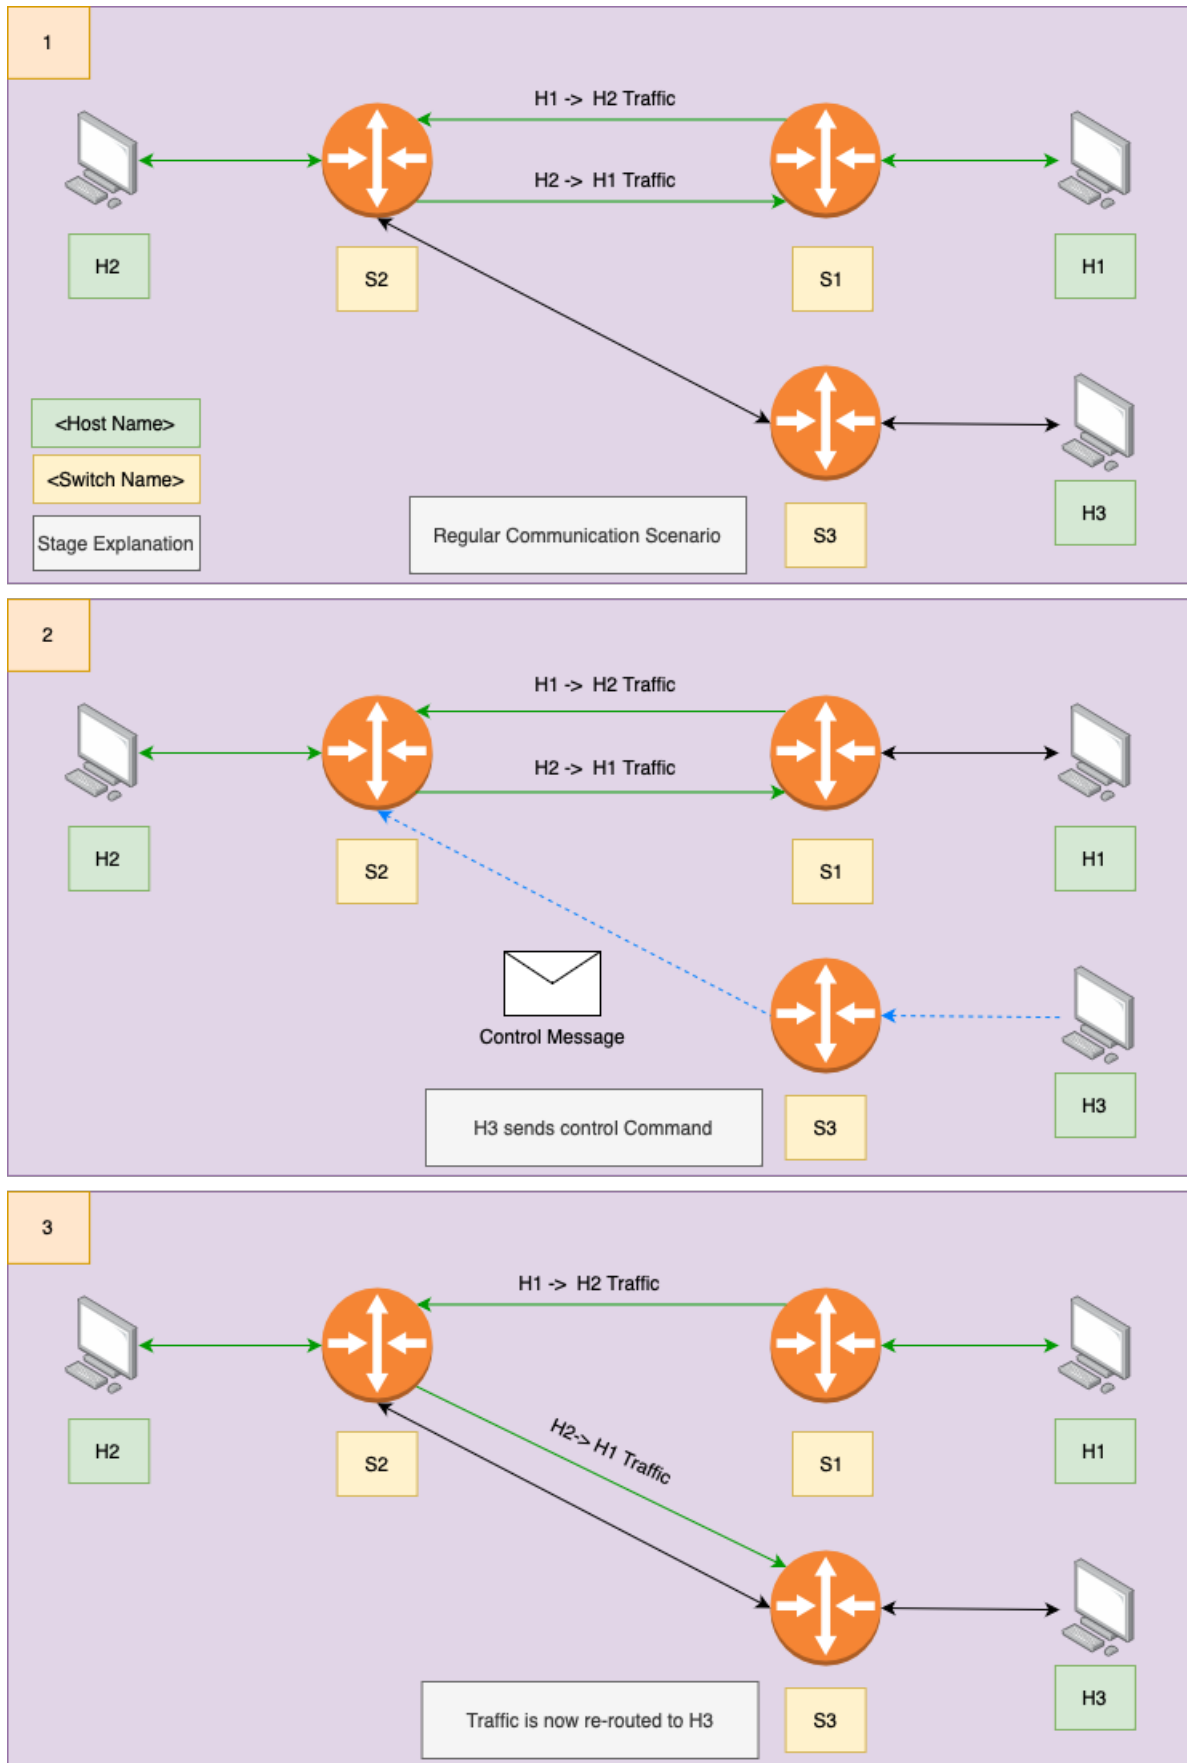 1
H1 -> H2 Traffic
H2 -> H1 Traffic
H2
S2
S1
H1
<Host Name>
<Switch Name>
Stage Explanation
Regular Communication Scenario
S3
H3
2
H1 -> H2 Traffic
H2 -> H1 Traffic
H2
S2
S1
H1
Control Message
H3 sends control Command
S3
H3
3
H1 -> H2 Traffic
H2-> H1 Traffic
H2
S2
S1
H1
Traffic is now re-routed to H3
S3
H3